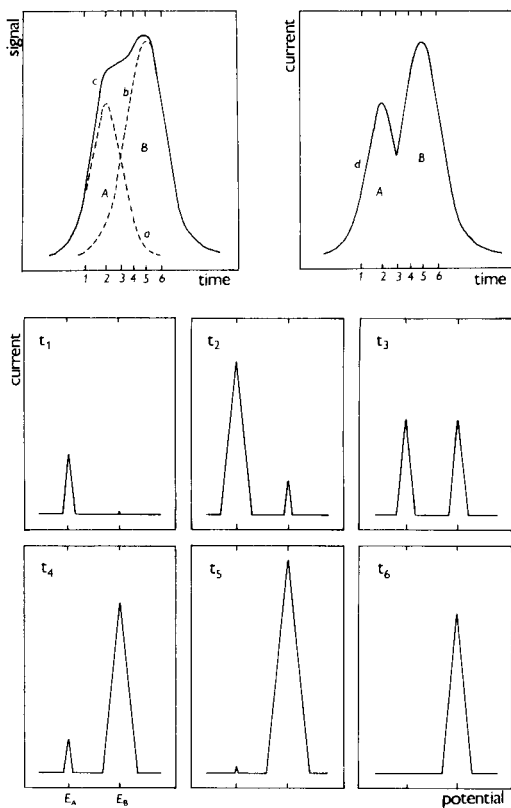 signal
c
b
B
A
a
1 2 3 4 5 6 time
current
d
A
B
1 2 3 4 5 6 time
current
t1
t2
t3
t4
t5
t6
EA EB
potential